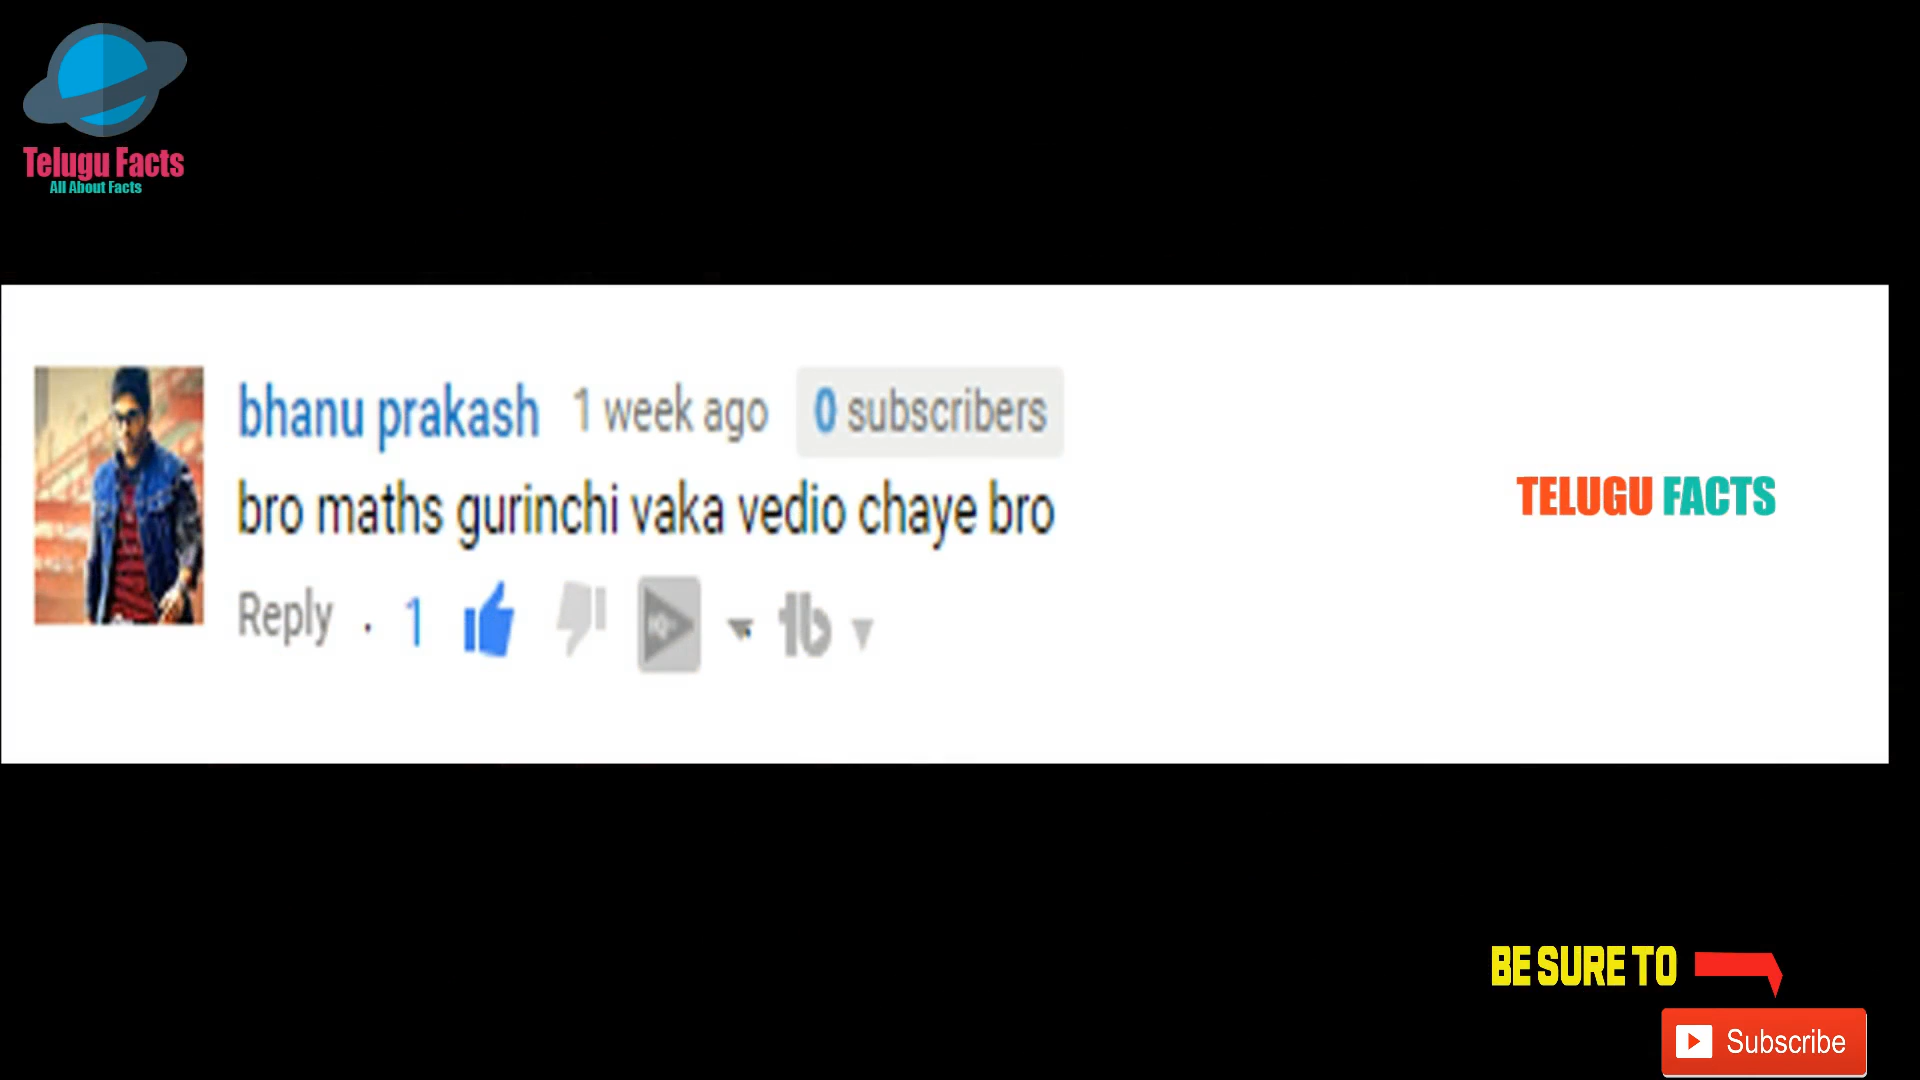 Telugu Facts
All About Facts
bhanu prakash 1 week ago 0 subscribers
bro maths gurinchi vaka vedio chaye bro
TELUGU FACTS
Reply · 1
BE SURE TO
Subscribe